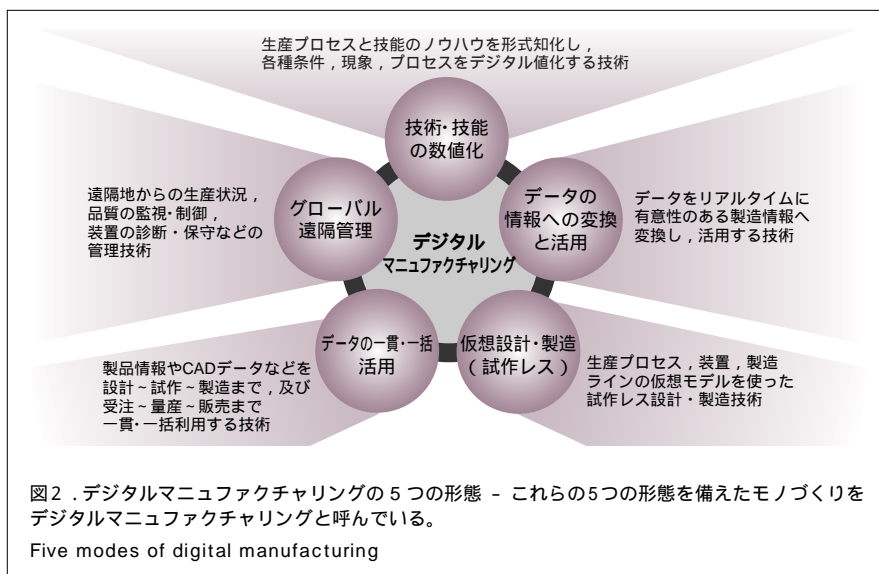 生産プロセスと技能のノウハウを形式知化し，
各種条件，現象，プロセスをデジタル値化する技術
技術・技能
の数値化
遠隔地からの生産状況，
品質の監視・制御，
装置の診断・保守などの
管理技術
グローバル
遠隔管理
デジタル
マニュファクチャリング
データの
情報への変換
と活用
データをリアルタイムに
有意性のある製造情報へ
変換し，活用する技術
製品情報やCADデータなどを
設計～試作～製造まで，及び
受注～量産～販売まで
一貫・一括利用する技術
データの一貫・一括
活用
仮想設計・製造
（試作レス）
生産プロセス，装置，製造
ラインの仮想モデルを使った
試作レス設計・製造技術
図2．デジタルマニュファクチャリングの5つの形態 － これらの5つの形態を備えたモノづくりを
デジタルマニュファクチャリングと呼んでいる。
Five modes of digital manufacturing